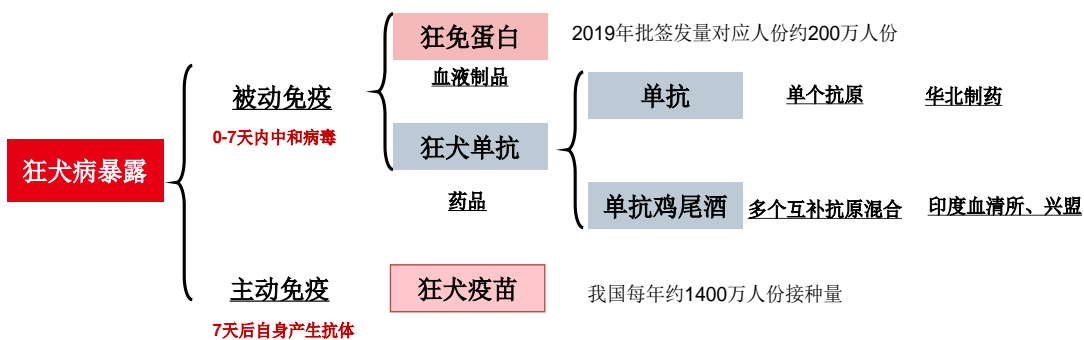 狂犬病暴露
被动免疫
0-7天内中和病毒
狂免蛋白
血液制品
2019年批签发量对应人份约200万人份
狂犬单抗
药品
单抗
单个抗原
华北制药
单抗鸡尾酒
多个互补抗原混合
印度血清所、兴盟
主动免疫
7天后自身产生抗体
狂犬疫苗
我国每年约1400万人份接种量